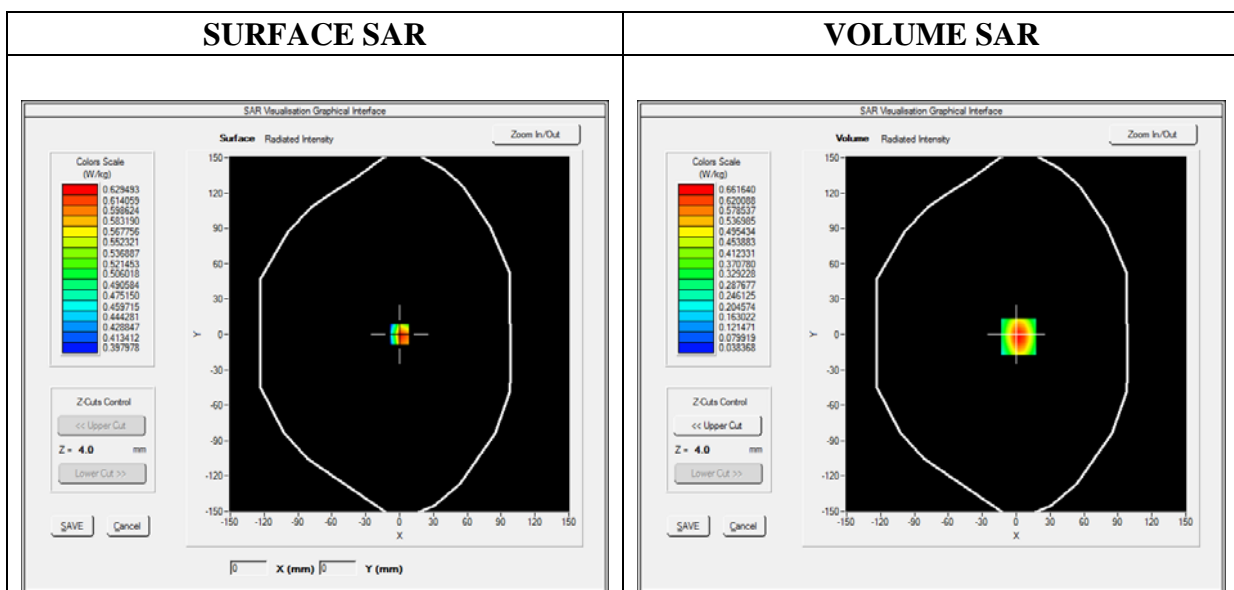 SURFACE SAR
VOLUME SAR
SAR Visualisation Graphical Interface
Surface Radiated Intensity
Zoom In/Out
Colors Scale
(W/kg)
0.629493
0.614059
0.598624
0.583190
0.567756
0.552321
0.536887
0.521453
0.506018
0.490584
0.475150
0.459715
0.444281
0.428847
0.413412
0.397978
150
120
90
60
30
0
-30
-60
-90
-120
-150
Y
-150 -120 -90 -60 -30 0 30 60 90 120 150
X
Z-Cuts Control
<< Upper Cut
Z = 4.0 mm
Lower Cut >>
SAVE Cancel
0 X (mm) 0 Y (mm)
SAR Visualisation Graphical Interface
Volume Radiated Intensity
Zoom In/Out
Colors Scale
(W/kg)
0.661640
0.620088
0.578537
0.536985
0.495434
0.453883
0.412331
0.370780
0.329228
0.287677
0.246125
0.204574
0.163022
0.121471
0.079919
0.038368
150
120
90
60
30
0
-30
-60
-90
-120
-150
Y
-150 -120 -90 -60 -30 0 30 60 90 120 150
X
Z-Cuts Control
<< Upper Cut
Z = 4.0 mm
Lower Cut >>
SAVE Cancel